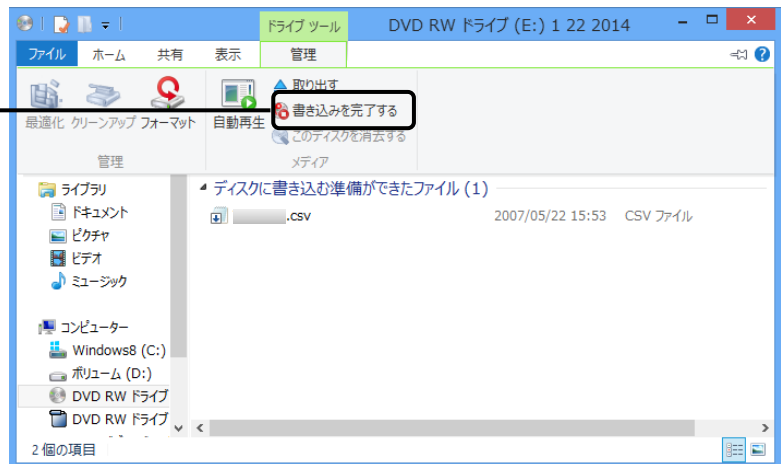 ドライブ ツール
DVD RW ドライブ (E:) 1 22 2014
ファイル ホーム 共有 表示 管理
取り出す
書き込みを完了する
このディスクを消去する
最適化 クリーンアップ フォーマット 自動再生
管理 メディア
ライブラリ
ドキュメント
ピクチャ
ビデオ
ミュージック
コンピューター
Windows8 (C:)
ボリューム (D:)
DVD RW ドライブ
DVD RW ドライブ
ディスクに書き込む準備ができたファイル (1)
.csv 2007/05/22 15:53 CSV ファイル
2 個の項目